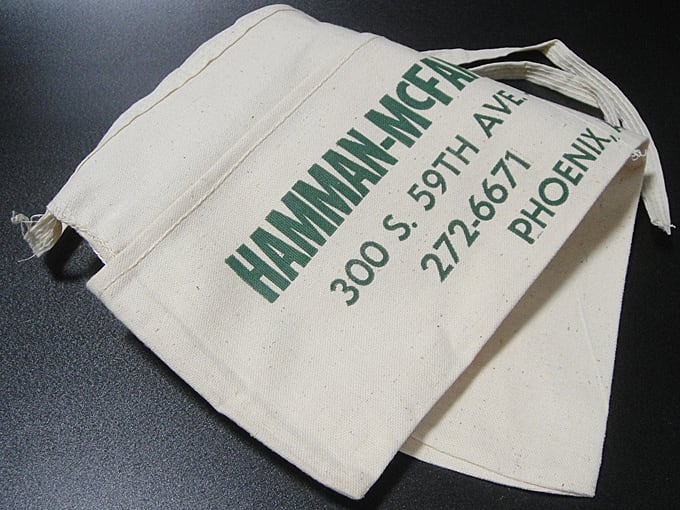 HAMMAN-MCFA
300 S. 59TH AVE.
272-6671
PHOENIX,